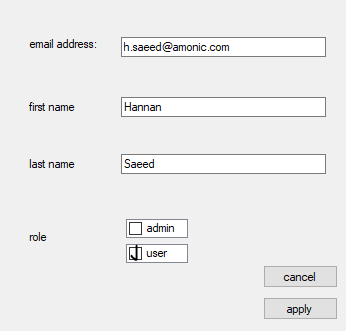 email address: h.saeed@amonic.com
first name Hannan
last name Saeed
role
admin
user
cancel
apply